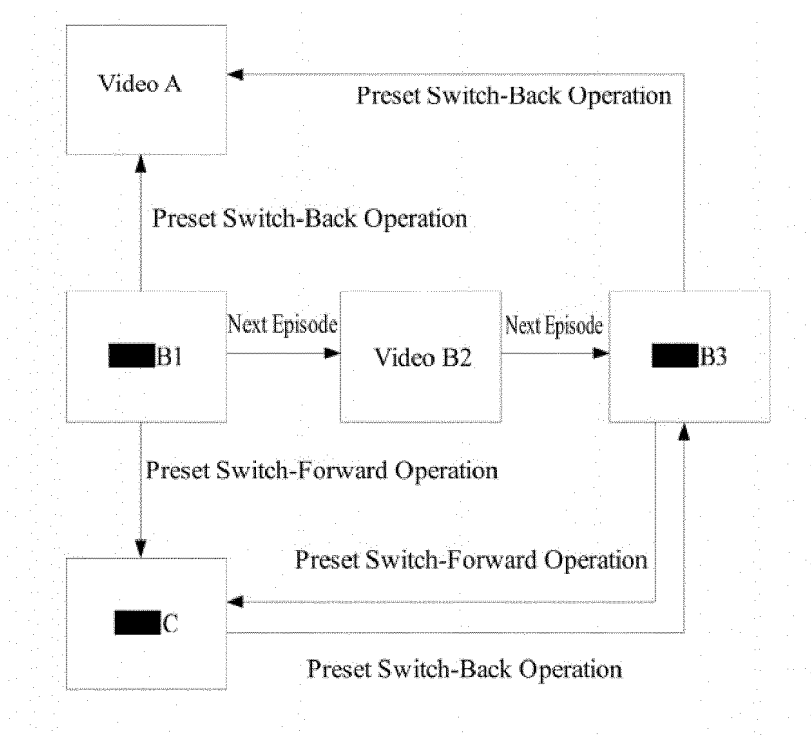 Video A
Preset Switch-Back Operation
Preset Switch-Back Operation
Next Episode
Next Episode
B1
Video B2
B3
Preset Switch-Forward Operation
Preset Switch-Forward Operation
C
Preset Switch-Back Operation